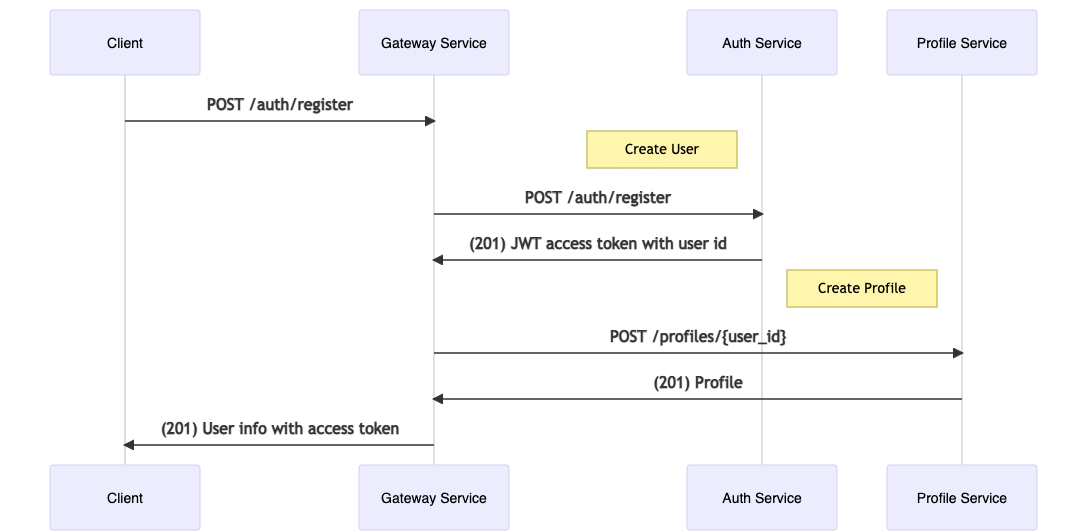 Client
Gateway Service
Auth Service
Profile Service
POST /auth/register
Create User
POST /auth/register
(201) JWT access token with user id
Create Profile
POST /profiles/{user_id}
(201) Profile
(201) User info with access token
Client
Gateway Service
Auth Service
Profile Service